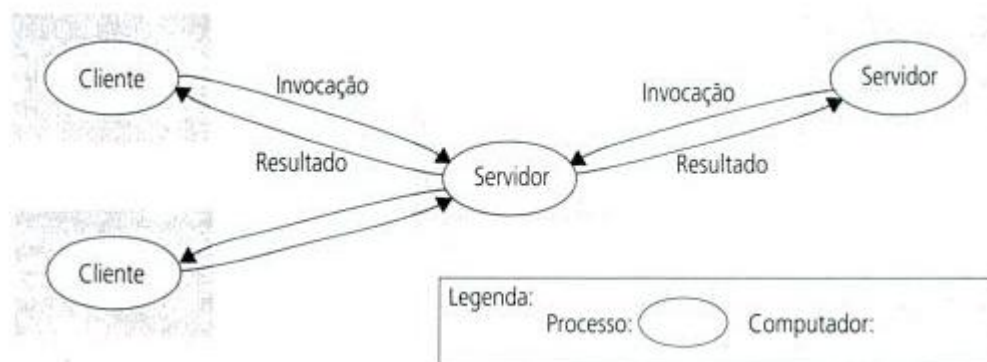 Cliente
Invocação
Resultado
Servidor
Invocação
Resultado
Servidor
Cliente
Legenda:
Processo: Computador: